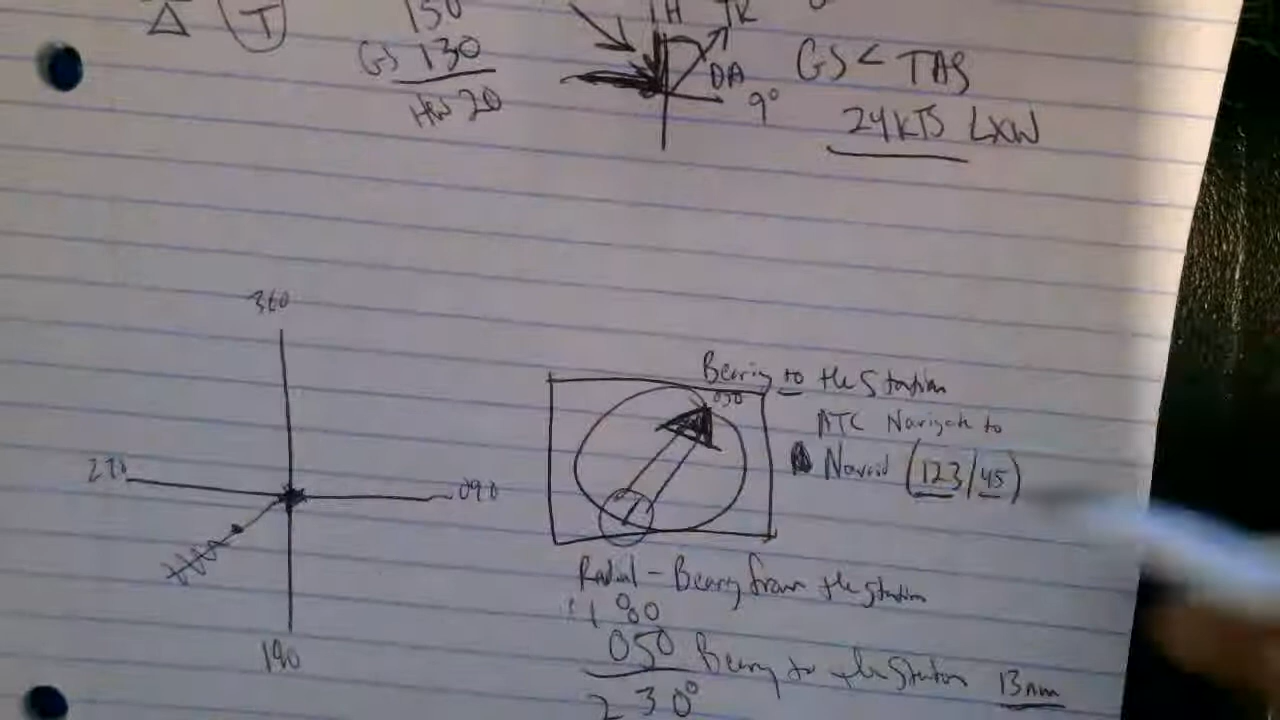 T
150
GS 130
HW 20
TH TK
DA
9°
GS < TAS
24KTS LXW
360
270
090
180
Bearing to the Station
050
ATC Navigate to
Navaid (123/45)
Radial - Bearing from the Station
180
050 Bearing to the Station 13nm
230°